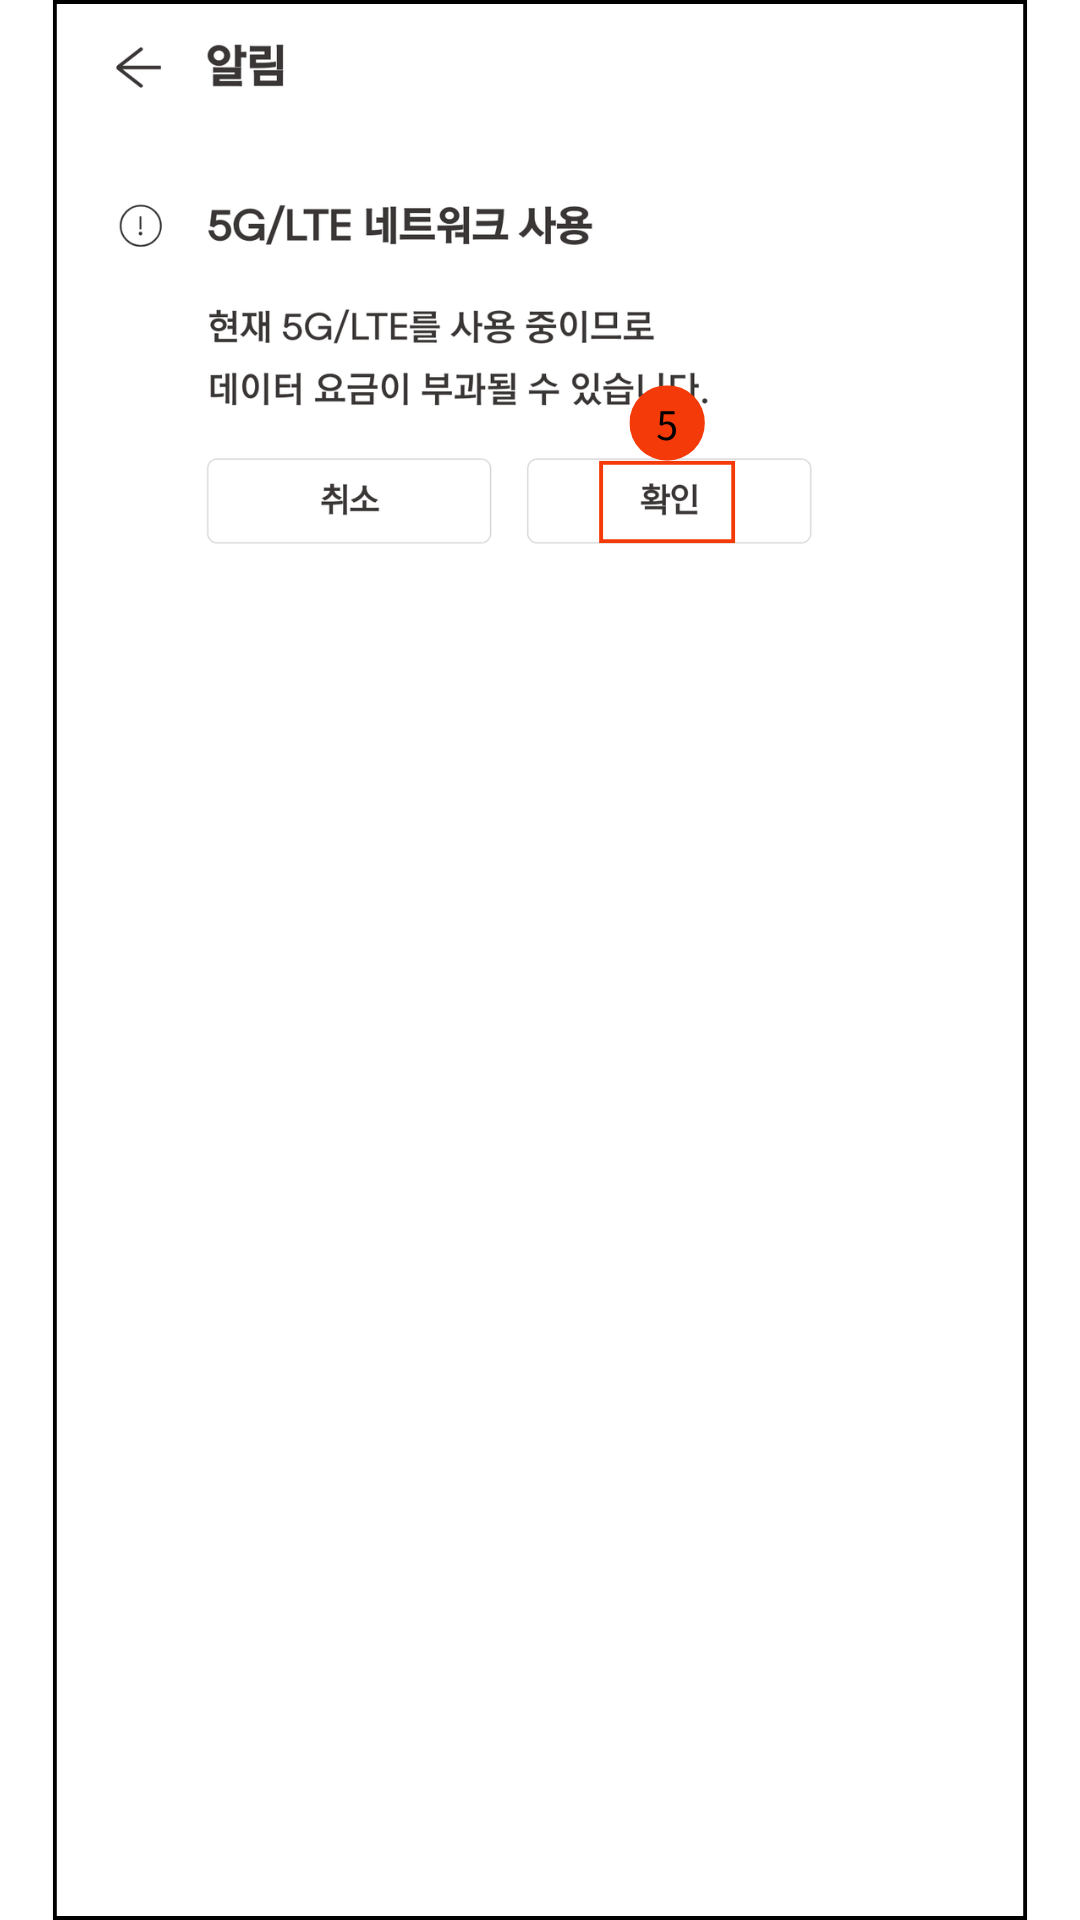 알림
5G/LTE 네트워크 사용
현재 5G/LTE를 사용 중이므로
데이터 요금이 부과될 수 있습니다.
5
취소
확인